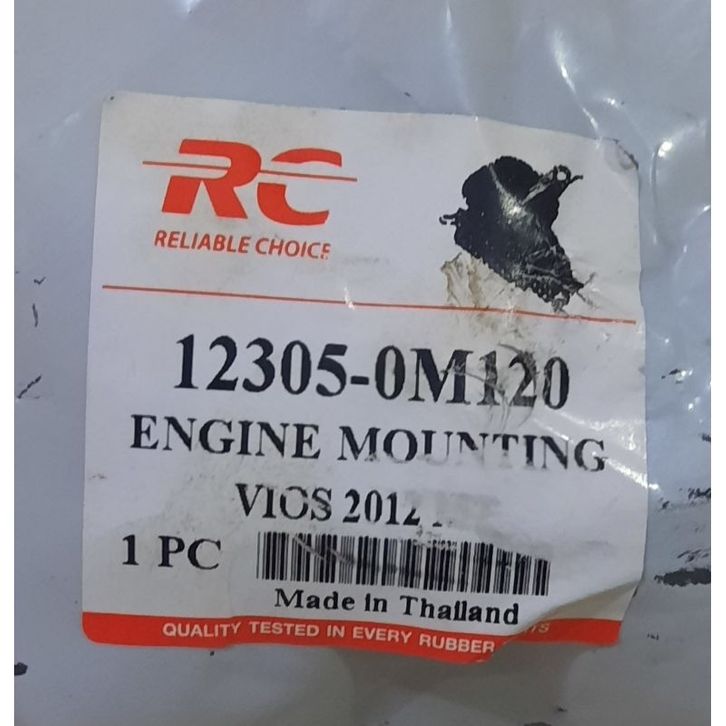 RC
RELIABLE CHOICE
12305-0M120
ENGINE MOUNTING
VIOS 2012
1 PC
Made in Thailand
QUALITY TESTED IN EVERY RUBBER